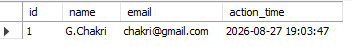 id name email action_time
1 G.Chakri chakri@gmail.com 2026-08-27 19:03:47